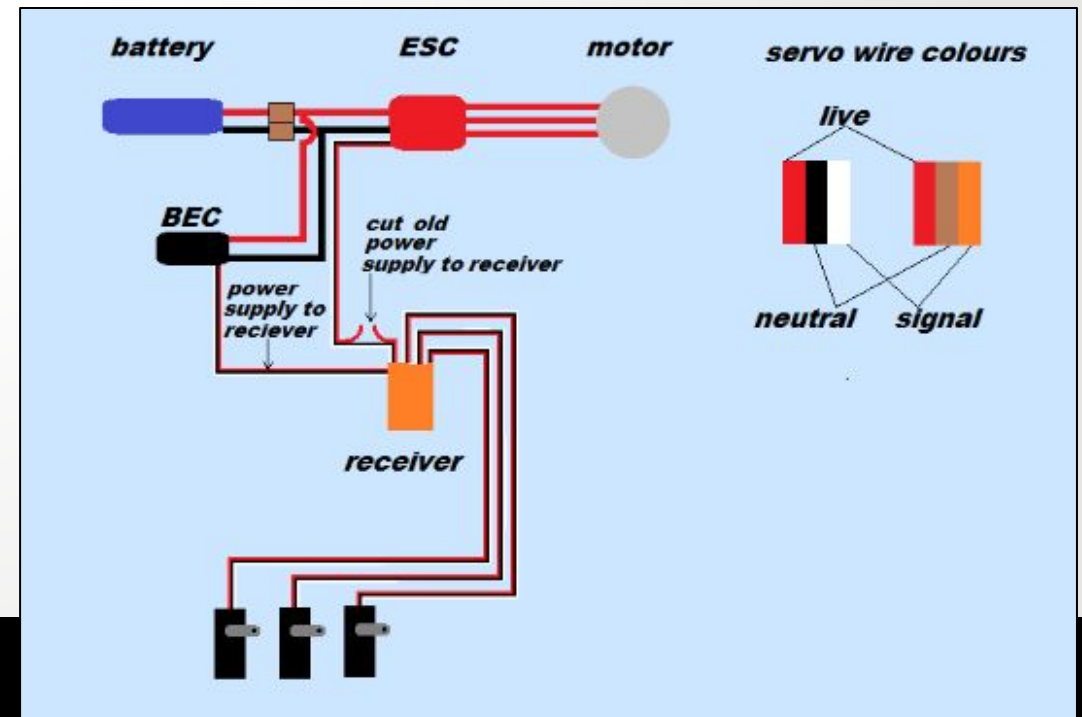 battery
ESC
motor
servo wire colours
live
BEC
cut old
power
supply to receiver
power
supply to
reciever
neutral
signal
receiver